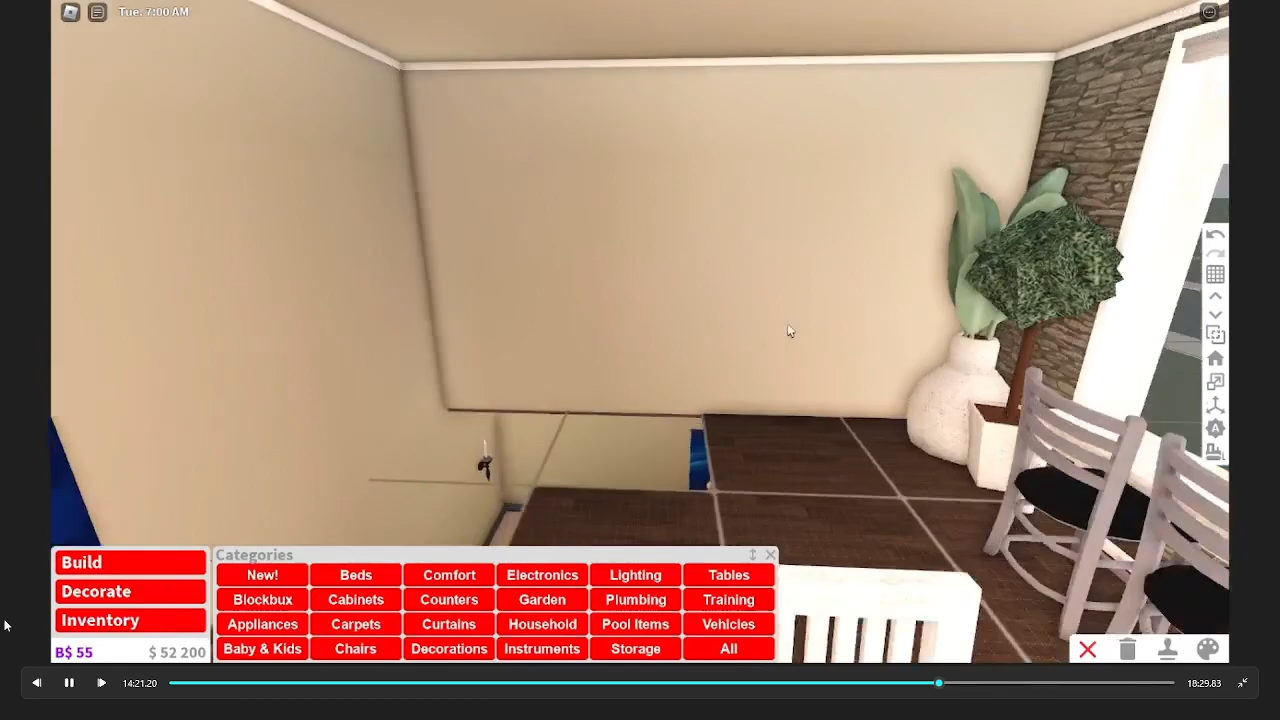 Tue. 7:00 AM
Build
Decorate
Inventory
B$ 55 $ 52 200
Categories
New! Beds Comfort Electronics Lighting Tables
Blockbux Cabinets Counters Garden Plumbing Training
Appliances Carpets Curtains Household Pool Items Vehicles
Baby & Kids Chairs Decorations Instruments Storage All
A
14:21.20 18:29.83